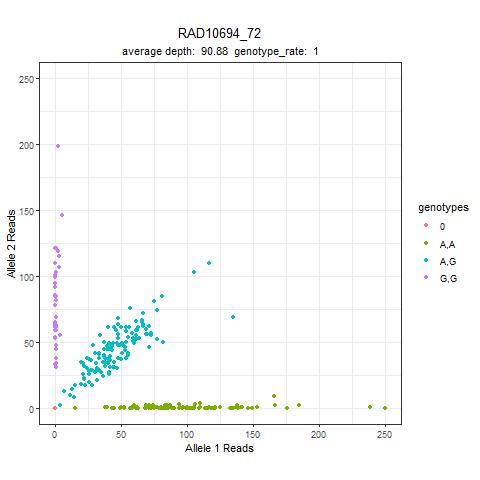 RAD10694_72
average depth: 90.88 genotype_rate: 1
250
200
150
100
50
0
Allele 2 Reads
0 50 100 150 200 250
Allele 1 Reads
genotypes
0
A,A
A,G
G,G